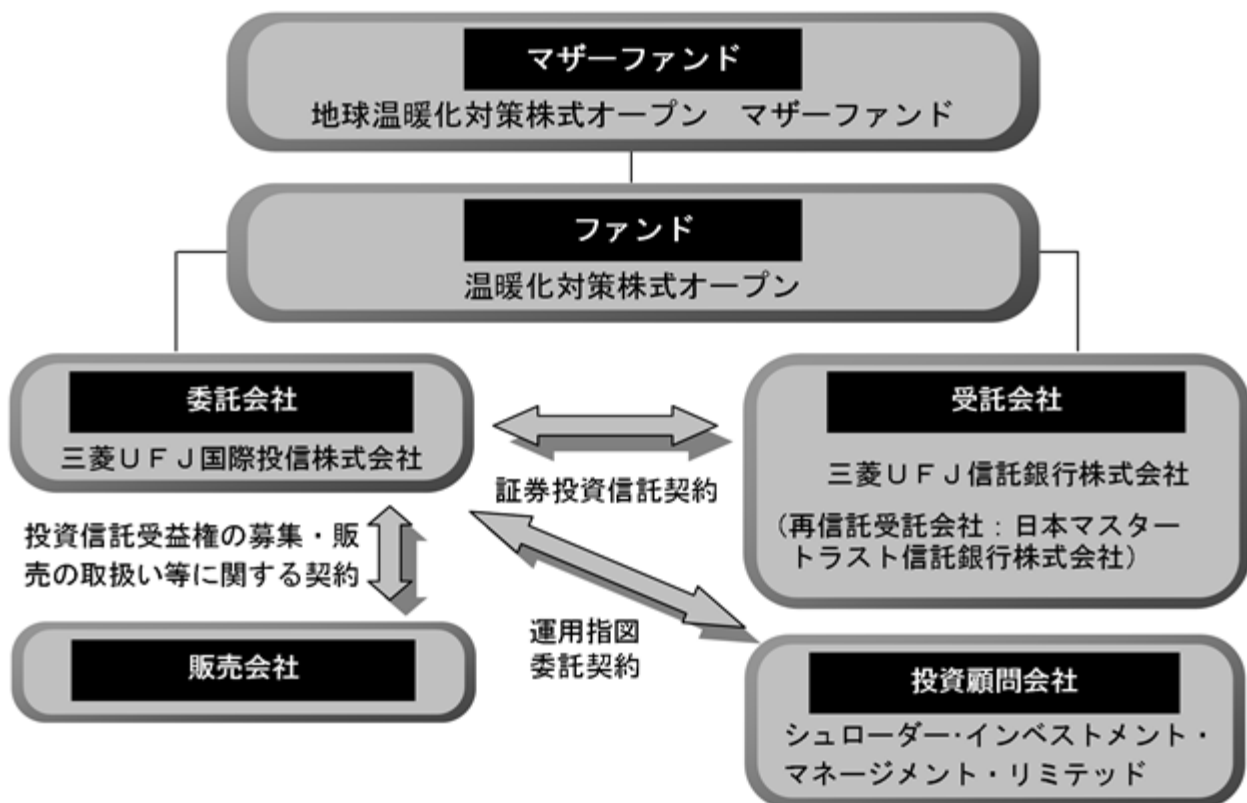 マザーファンド
地球温暖化対策株式オープン　マザーファンド
ファンド
温暖化対策株式オープン
委託会社
三菱ＵＦＪ国際投信株式会社
受託会社
三菱ＵＦＪ信託銀行株式会社
（再信託受託会社：日本マスター
トラスト信託銀行株式会社）
証券投資信託契約
投資信託受益権の募集・販
売の取扱い等に関する契約
運用指図
委託契約
販売会社
投資顧問会社
シュローダー・インベストメント・
マネージメント・リミテッド